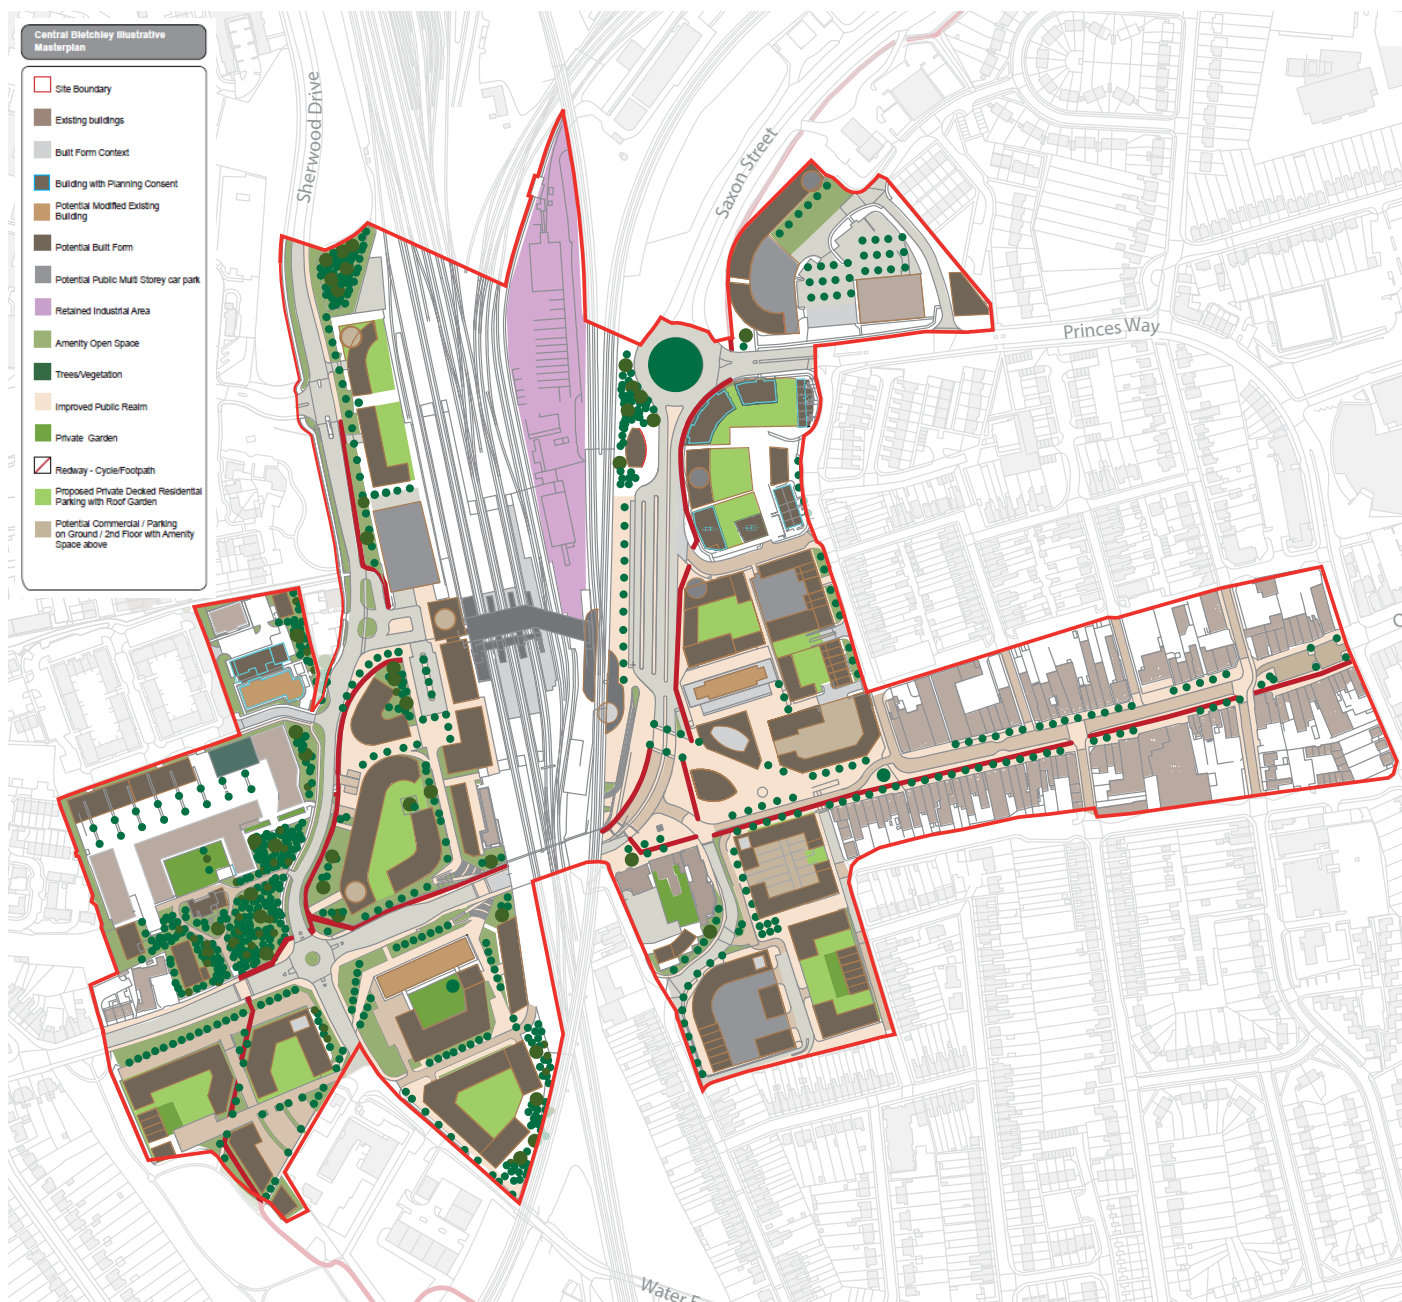 Central Bletchley Illustrative
Masterplan
Site Boundary
Existing buildings
Built Form Context
Building with Planning Consent
Potential Modified Existing
Building
Potential Built Form
Potential Public Multi Storey car park
Retained Industrial Area
Amenity Open Space
Trees/Vegetation
Improved Public Realm
Private Garden
Redway - Cycle/Footpath
Proposed Private Decked Residential
Parking with Roof Garden
Potential Commercial / Parking
on Ground / 2nd Floor with Amenity
Space above
Sherwood Drive
Saxon Street
Princes Way
Water